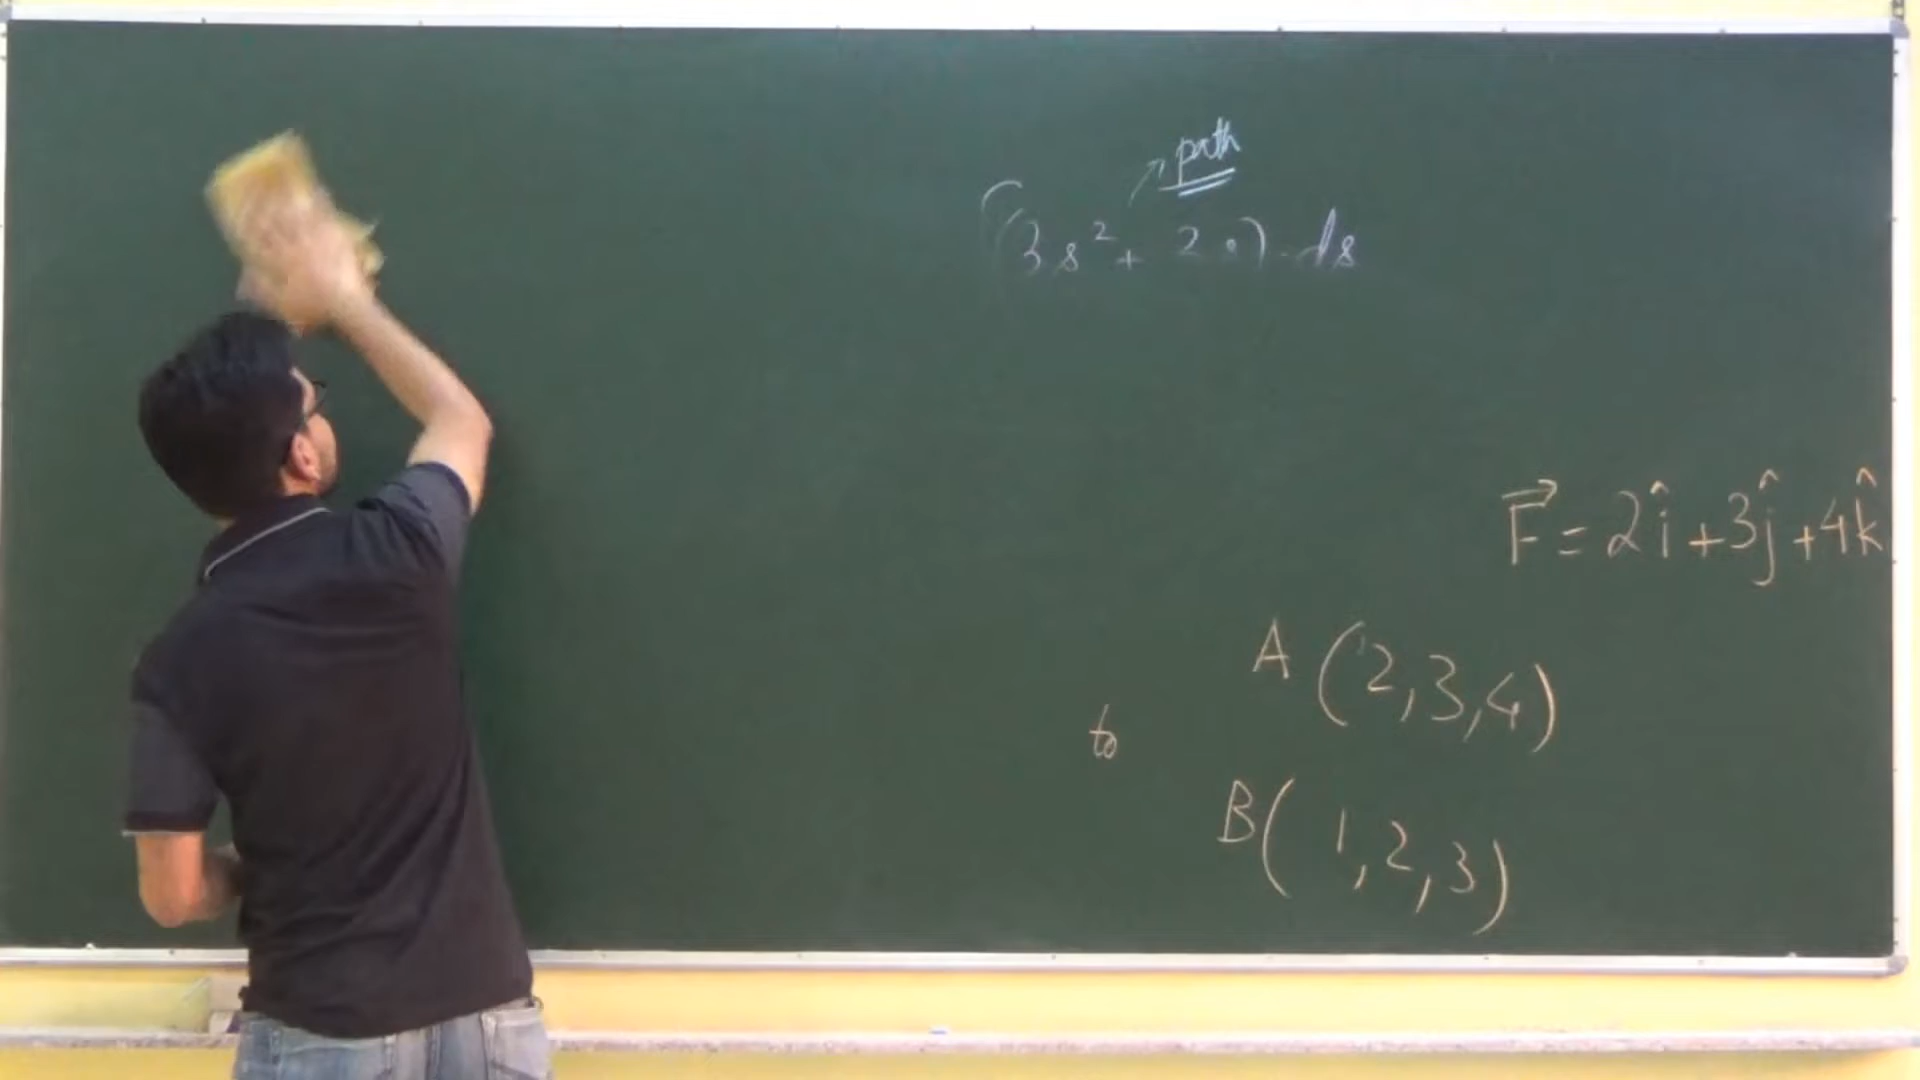 path
(3s² + 2s) ds
F⃗ = 2î + 3ĵ + 4k̂
A (2,3,4)
to
B( 1,2,3)